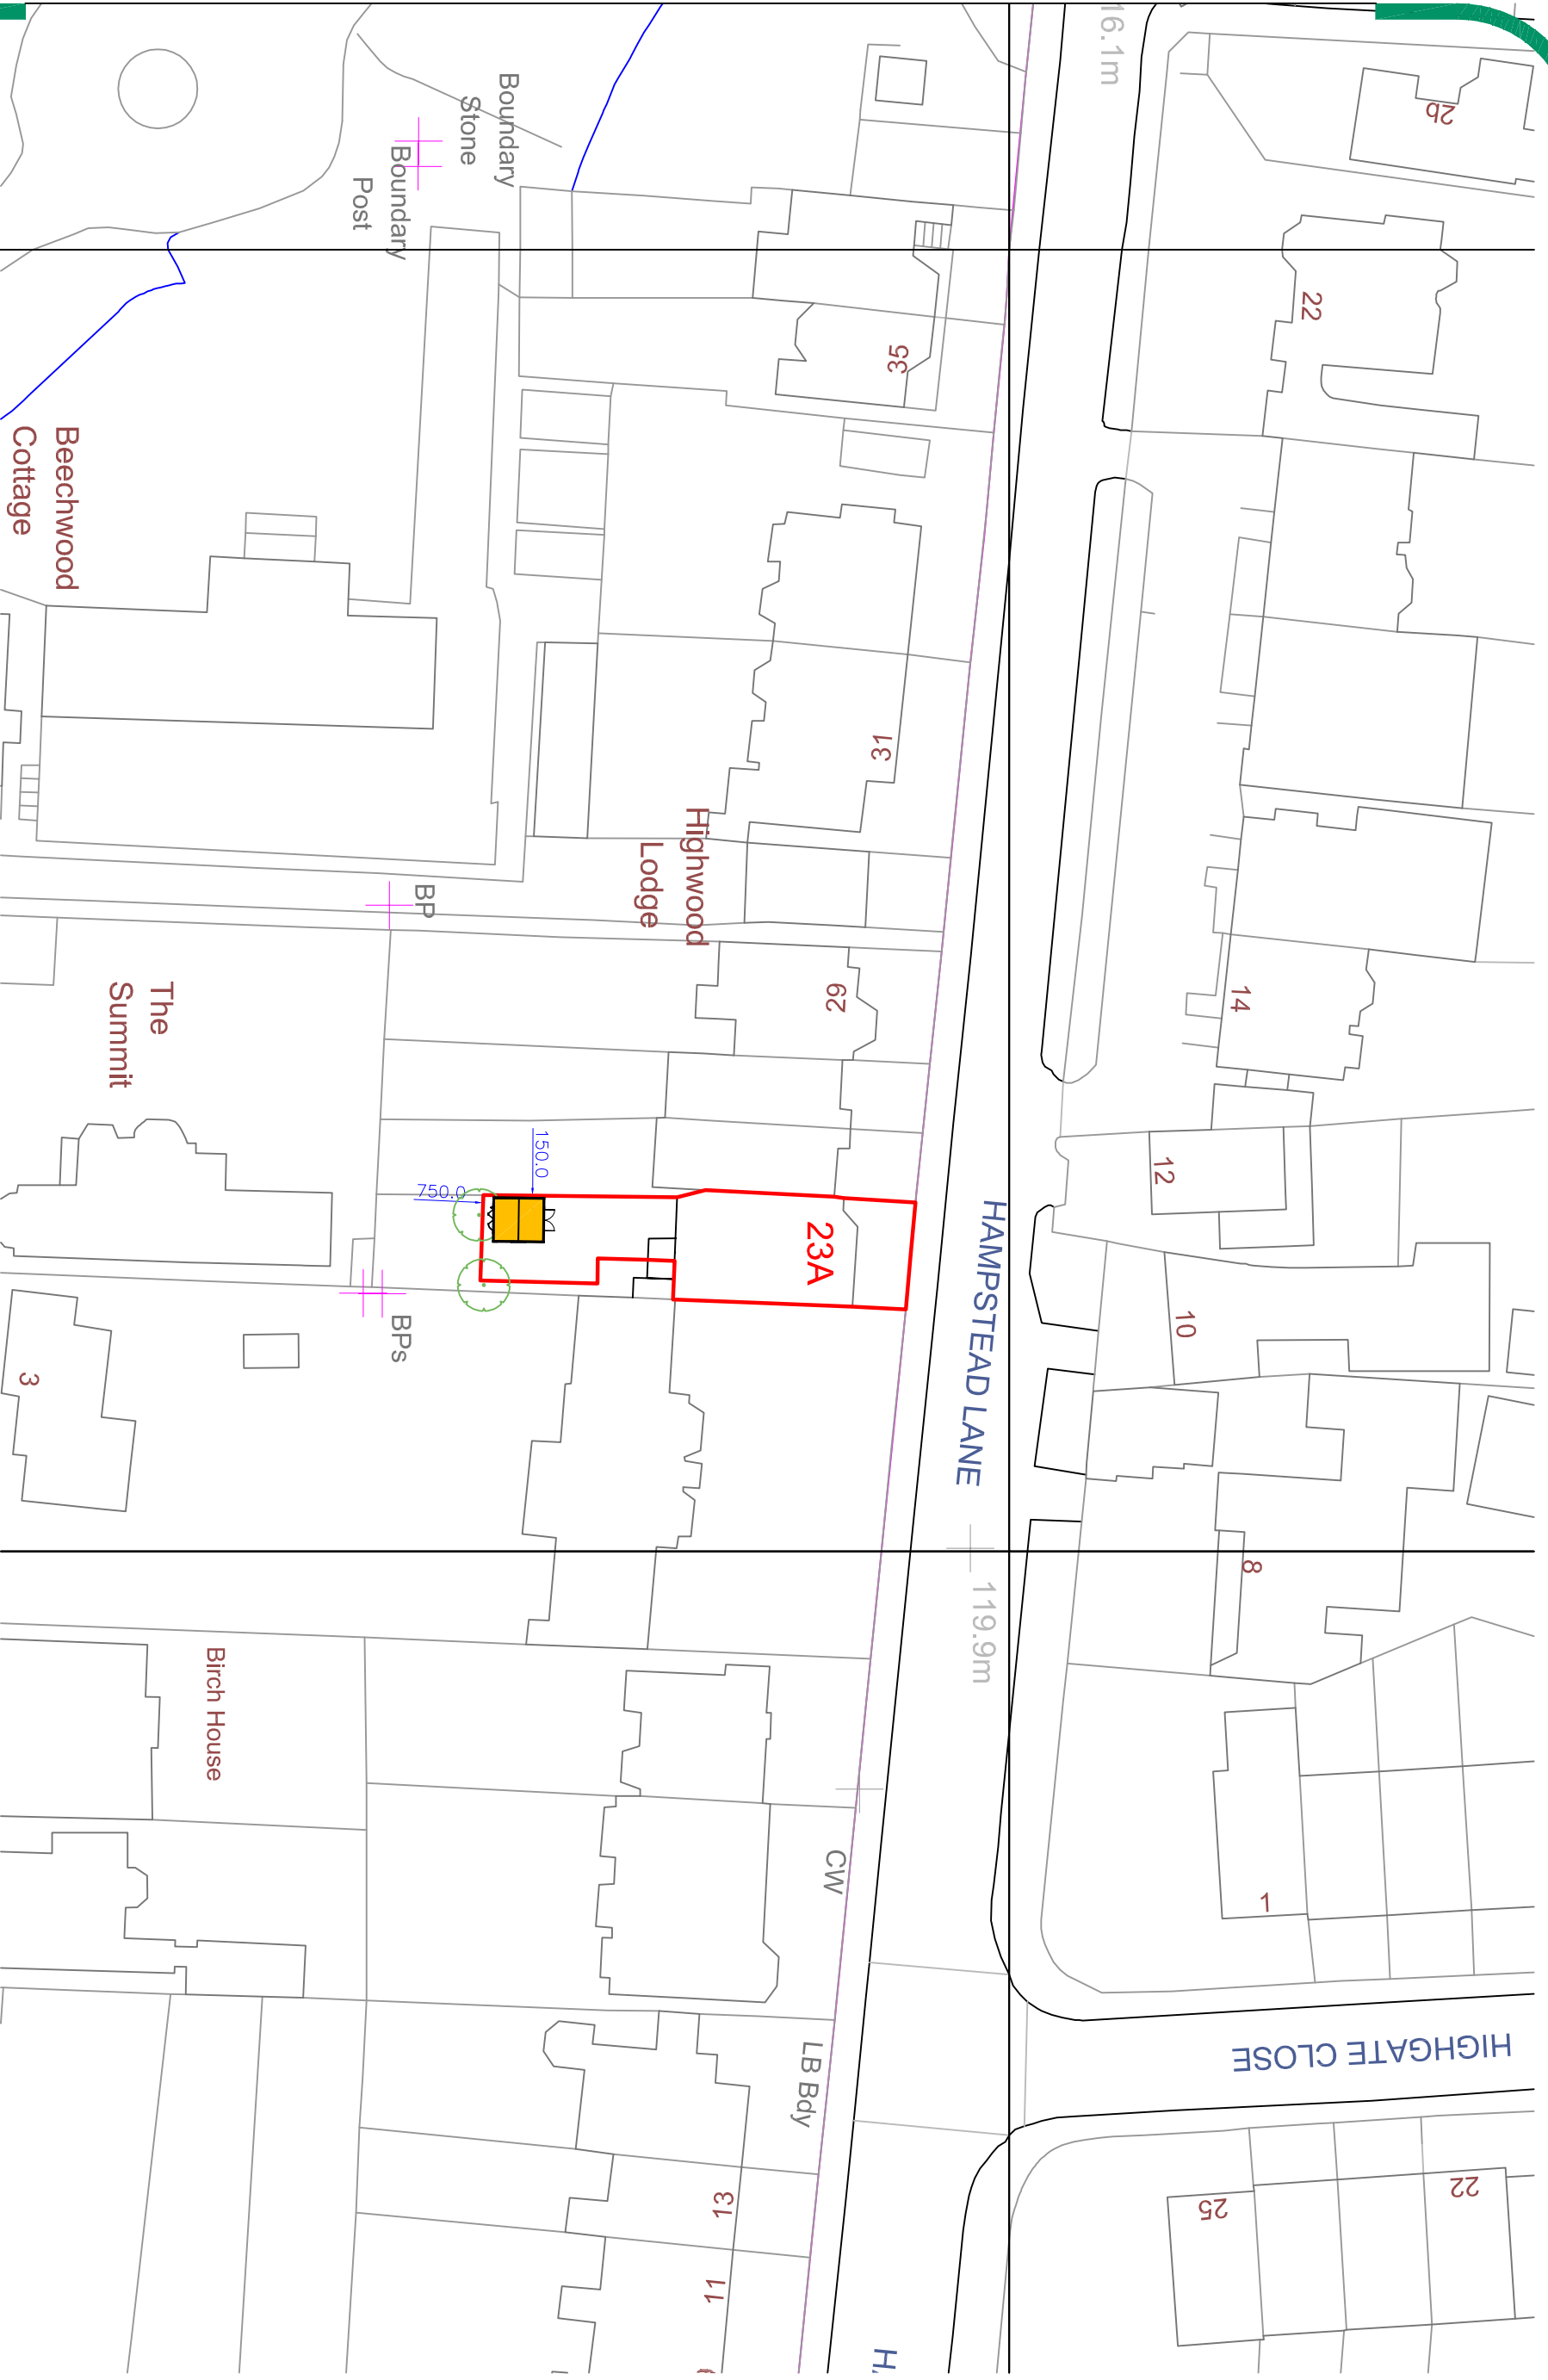 16.1m
2b
Boundary
Stone
Boundary
Post
22
35
Beechwood
Cottage
31
Highwood
Lodge
BP
29
14
The
Summit
150.0
750.0
12
23A
HAMPSTEAD LANE
10
BPs
3
8
119.9m
Birch House
CW
1
HIGHGATE CLOSE
LB Bdy
13
25
22
11
H